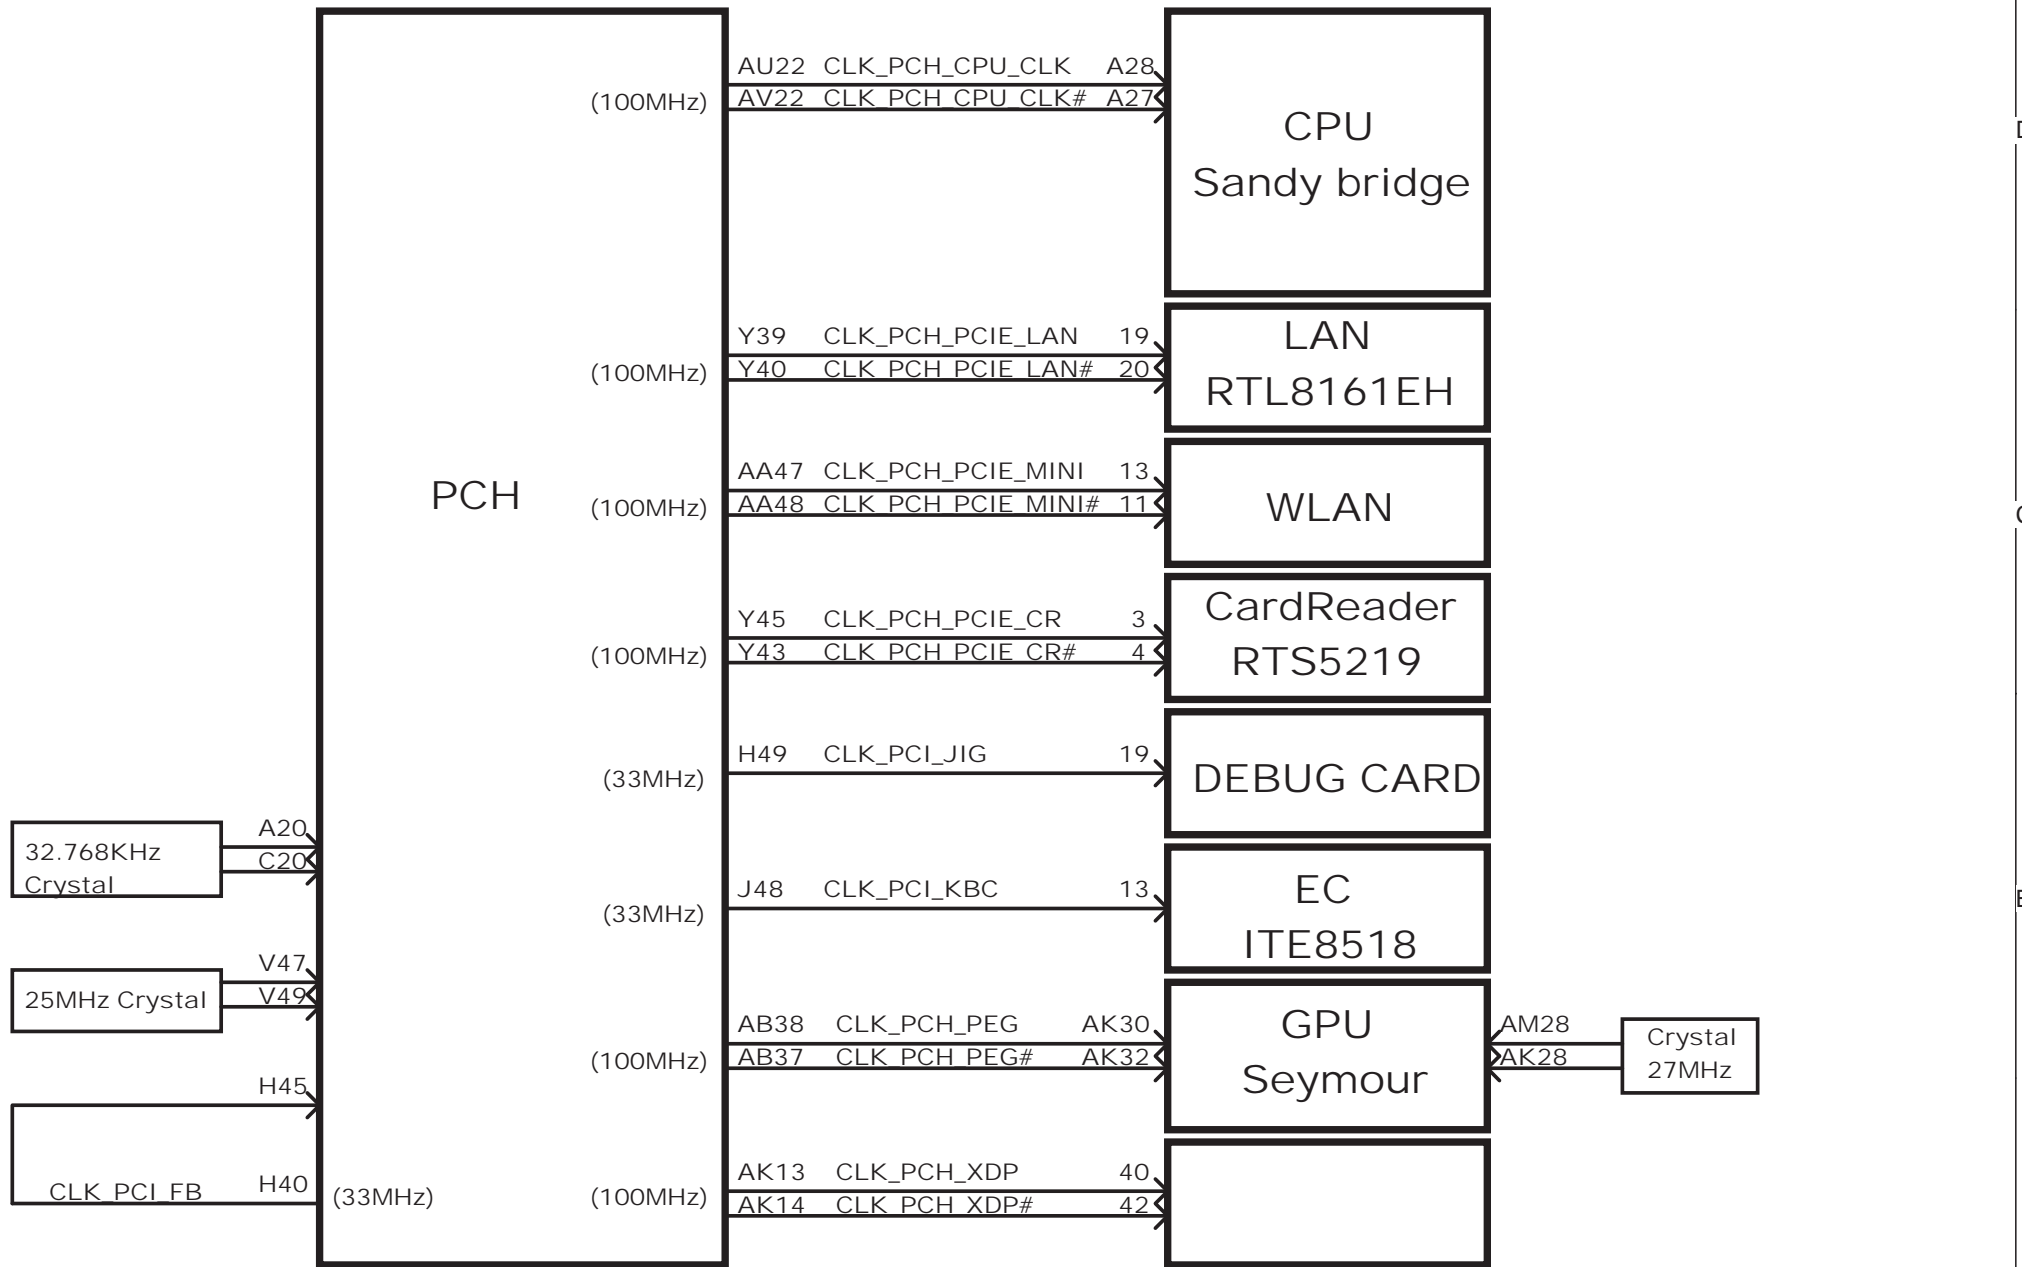 PCH
(100MHz)
AU22 CLK_PCH_CPU_CLK A28
AV22 CLK_PCH_CPU_CLK# A27
CPU
Sandy bridge
(100MHz)
Y39 CLK_PCH_PCIE_LAN 19
Y40 CLK_PCH_PCIE_LAN# 20
LAN
RTL8161EH
(100MHz)
AA47 CLK_PCH_PCIE_MINI 13
AA48 CLK_PCH_PCIE_MINI# 11
WLAN
(100MHz)
Y45 CLK_PCH_PCIE_CR 3
Y43 CLK_PCH_PCIE_CR# 4
CardReader
RTS5219
(33MHz)
H49 CLK_PCI_JIG 19
DEBUG CARD
32.768KHz
Crystal
A20
C20
(33MHz)
J48 CLK_PCI_KBC 13
EC
ITE8518
25MHz Crystal
V47
V49
(100MHz)
AB38 CLK_PCH_PEG AK30
AB37 CLK_PCH_PEG# AK32
GPU
Seymour
AM28
AK28
Crystal
27MHz
H45
CLK_PCI_FB H40 (33MHz)
(100MHz)
AK13 CLK_PCH_XDP 40
AK14 CLK_PCH_XDP# 42